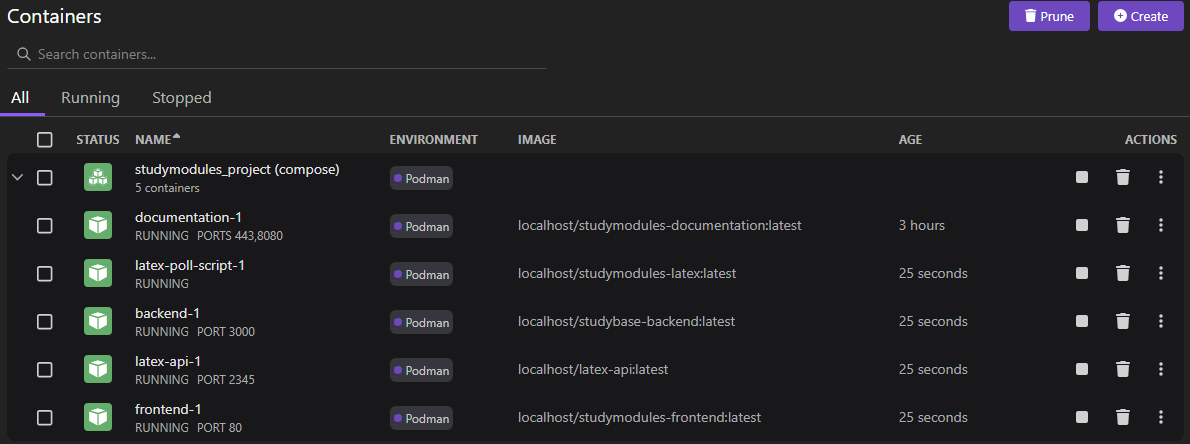 Containers
Prune
Create
Search containers...
All Running Stopped
STATUS NAME ENVIRONMENT IMAGE AGE ACTIONS
studymodules_project (compose)
5 containers
Podman
documentation-1
RUNNING PORTS 443,8080
Podman
localhost/studymodules-documentation:latest
3 hours
latex-poll-script-1
RUNNING
Podman
localhost/studymodules-latex:latest
25 seconds
backend-1
RUNNING PORT 3000
Podman
localhost/studybase-backend:latest
25 seconds
latex-api-1
RUNNING PORT 2345
Podman
localhost/latex-api:latest
25 seconds
frontend-1
RUNNING PORT 80
Podman
localhost/studymodules-frontend:latest
25 seconds